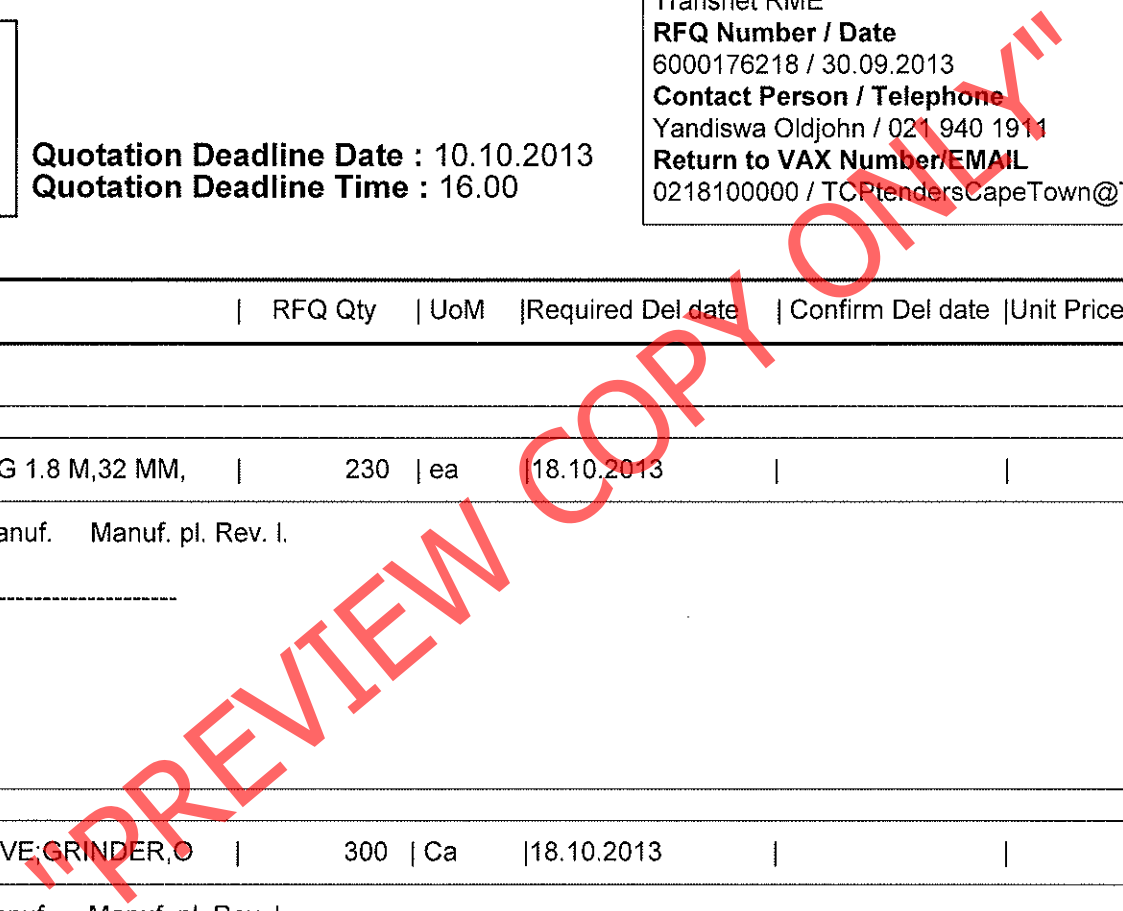 Transnet RME
RFQ Number / Date
6000176218 / 30.09.2013
Contact Person / Telephone
Yandiswa Oldjohn / 021 940 1911
Quotation Deadline Date : 10.10.2013
Return to VAX Number/EMAIL
Quotation Deadline Time : 16.00
0218100000 / TCPtendersCapeTown@
| RFQ Qty | UoM |Required Del date | Confirm Del date |Unit Price
G 1.8 M,32 MM, | 230 | ea |18.10.2013 | |
anuf. Manuf. pl. Rev. l.
--------------------
VE;GRINDER,O | 300 | Ca |18.10.2013 | |
Manuf. pl. Rev. l.
"PREVIEW COPY ONLY"